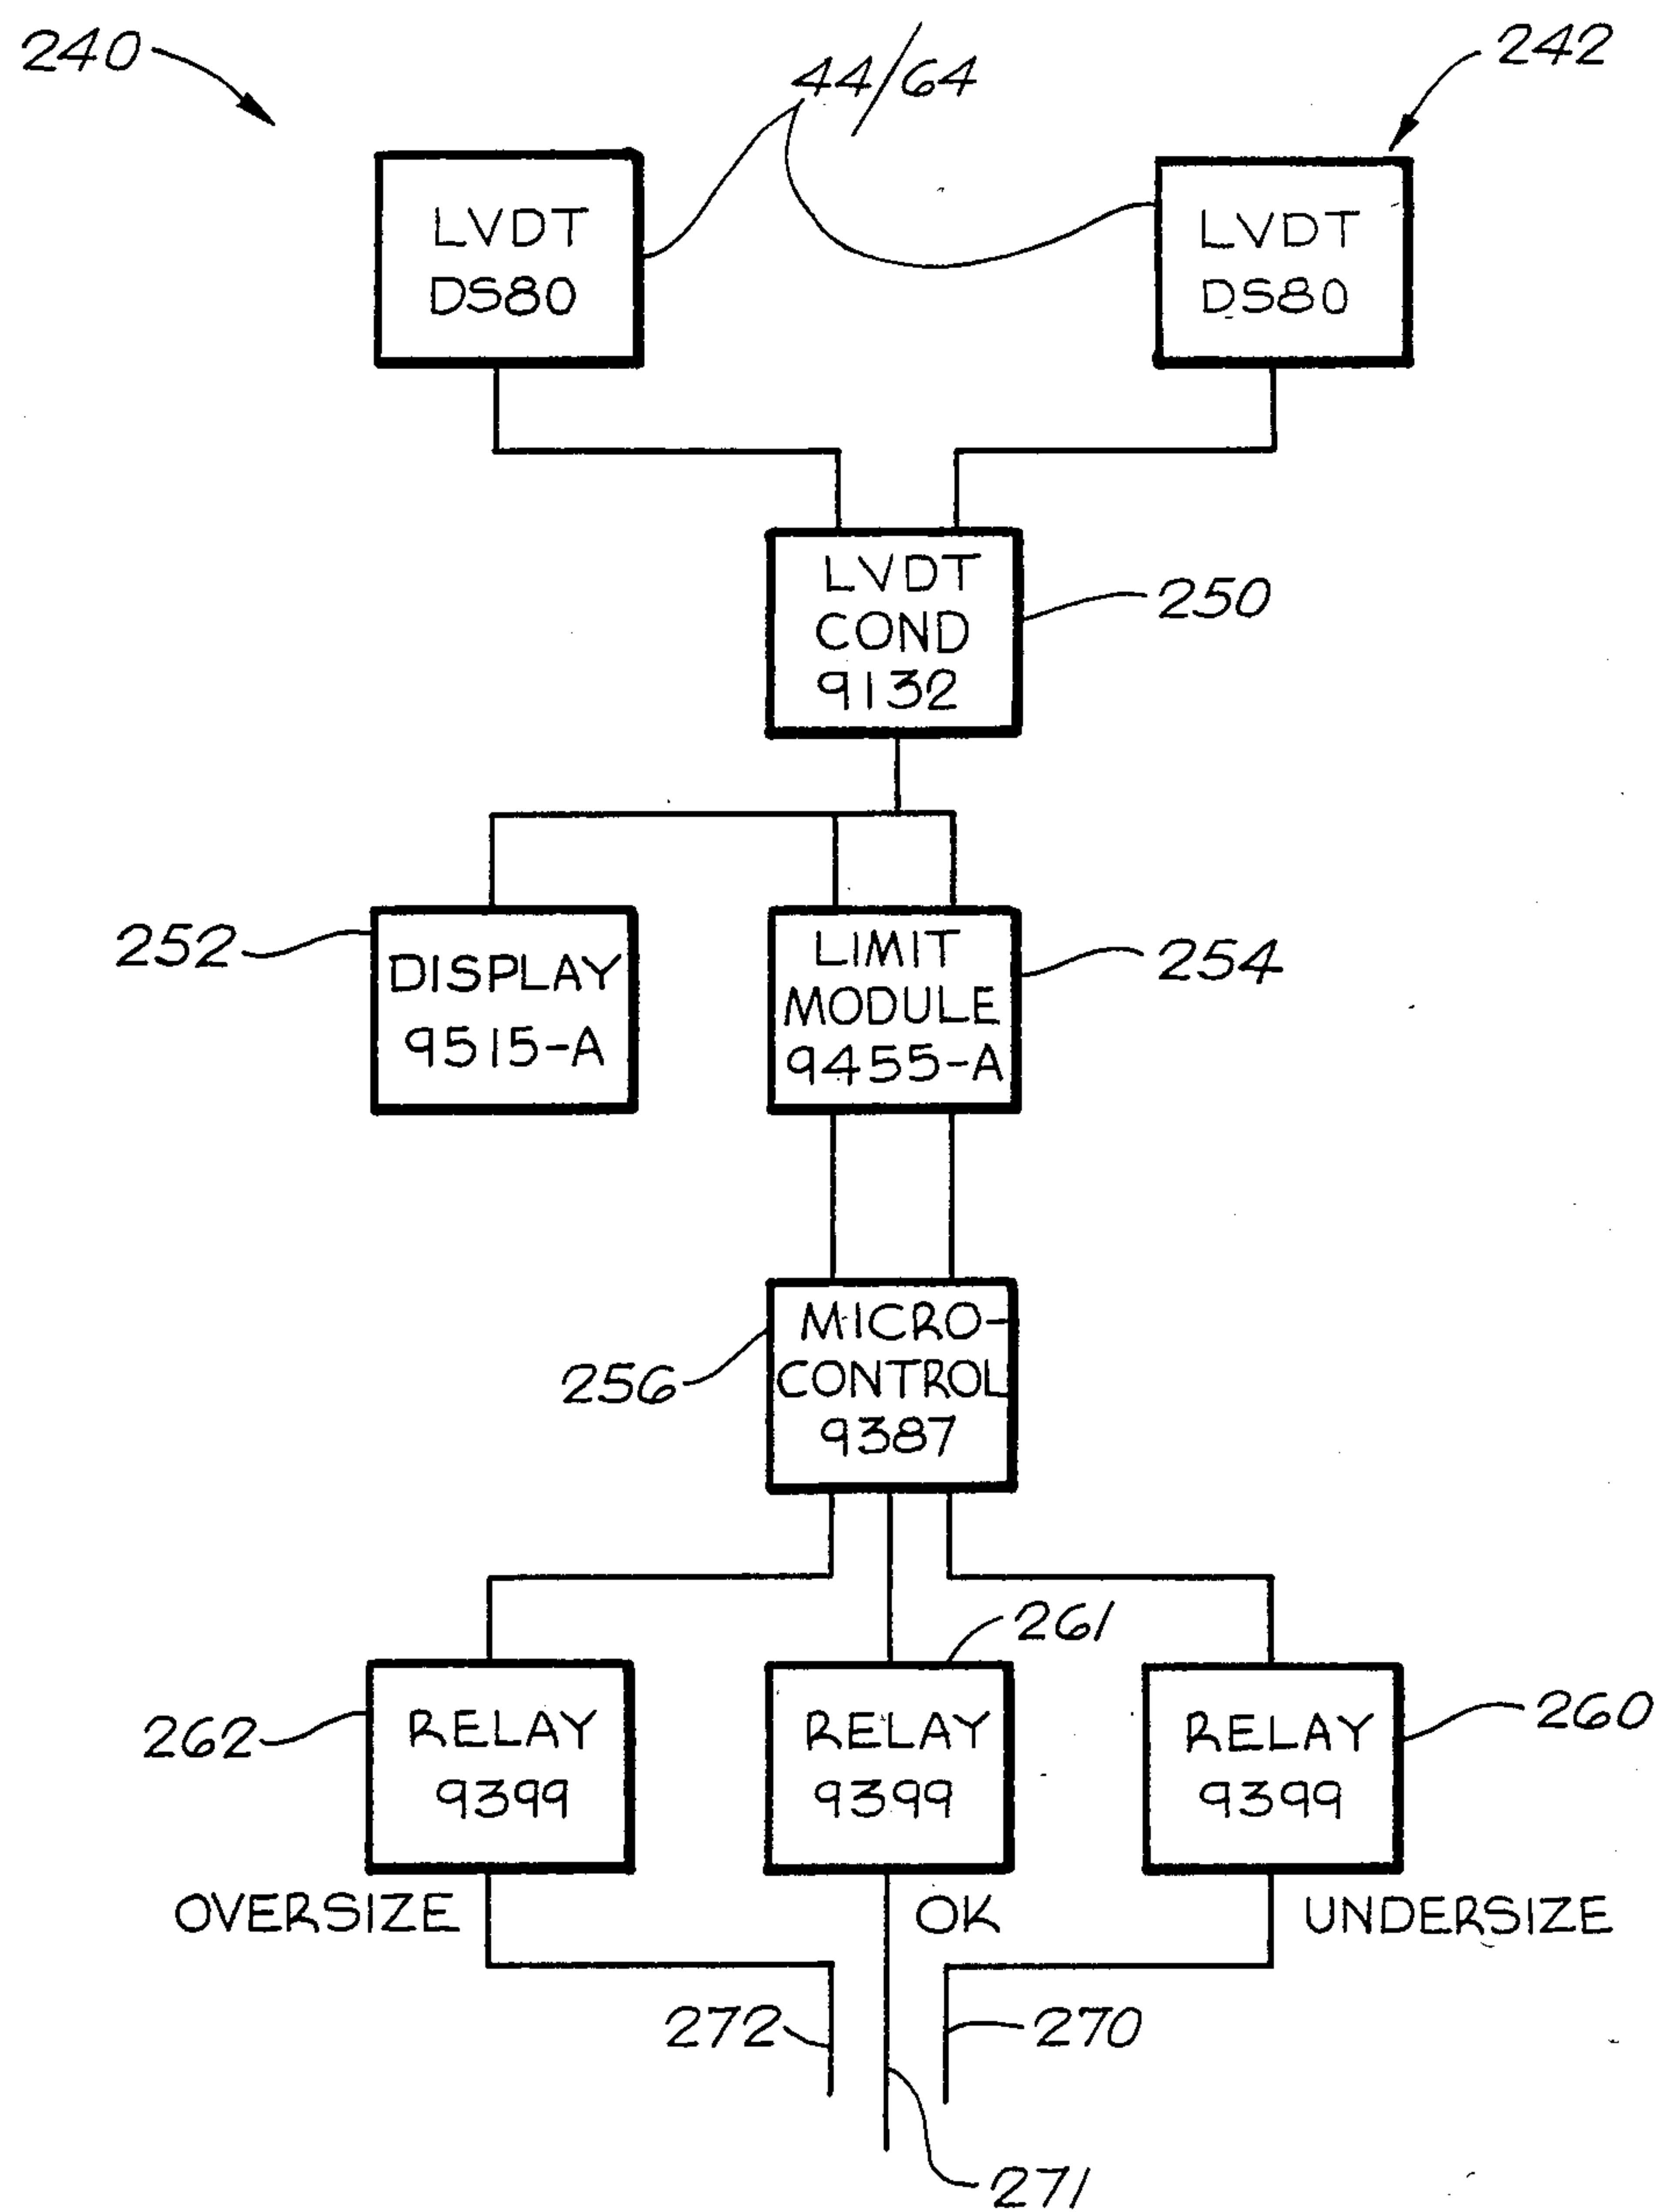 240
44/64
242
LVDT
DS80
LVDT
DS80
LVDT
COND
9132
250
252
DISPLAY
9515-A
LIMIT
MODULE
9455-A
254
256
MICRO-
CONTROL
9387
261
262
RELAY
9399
RELAY
9399
RELAY
9399
260
OVERSIZE
OK
UNDERSIZE
272
270
271